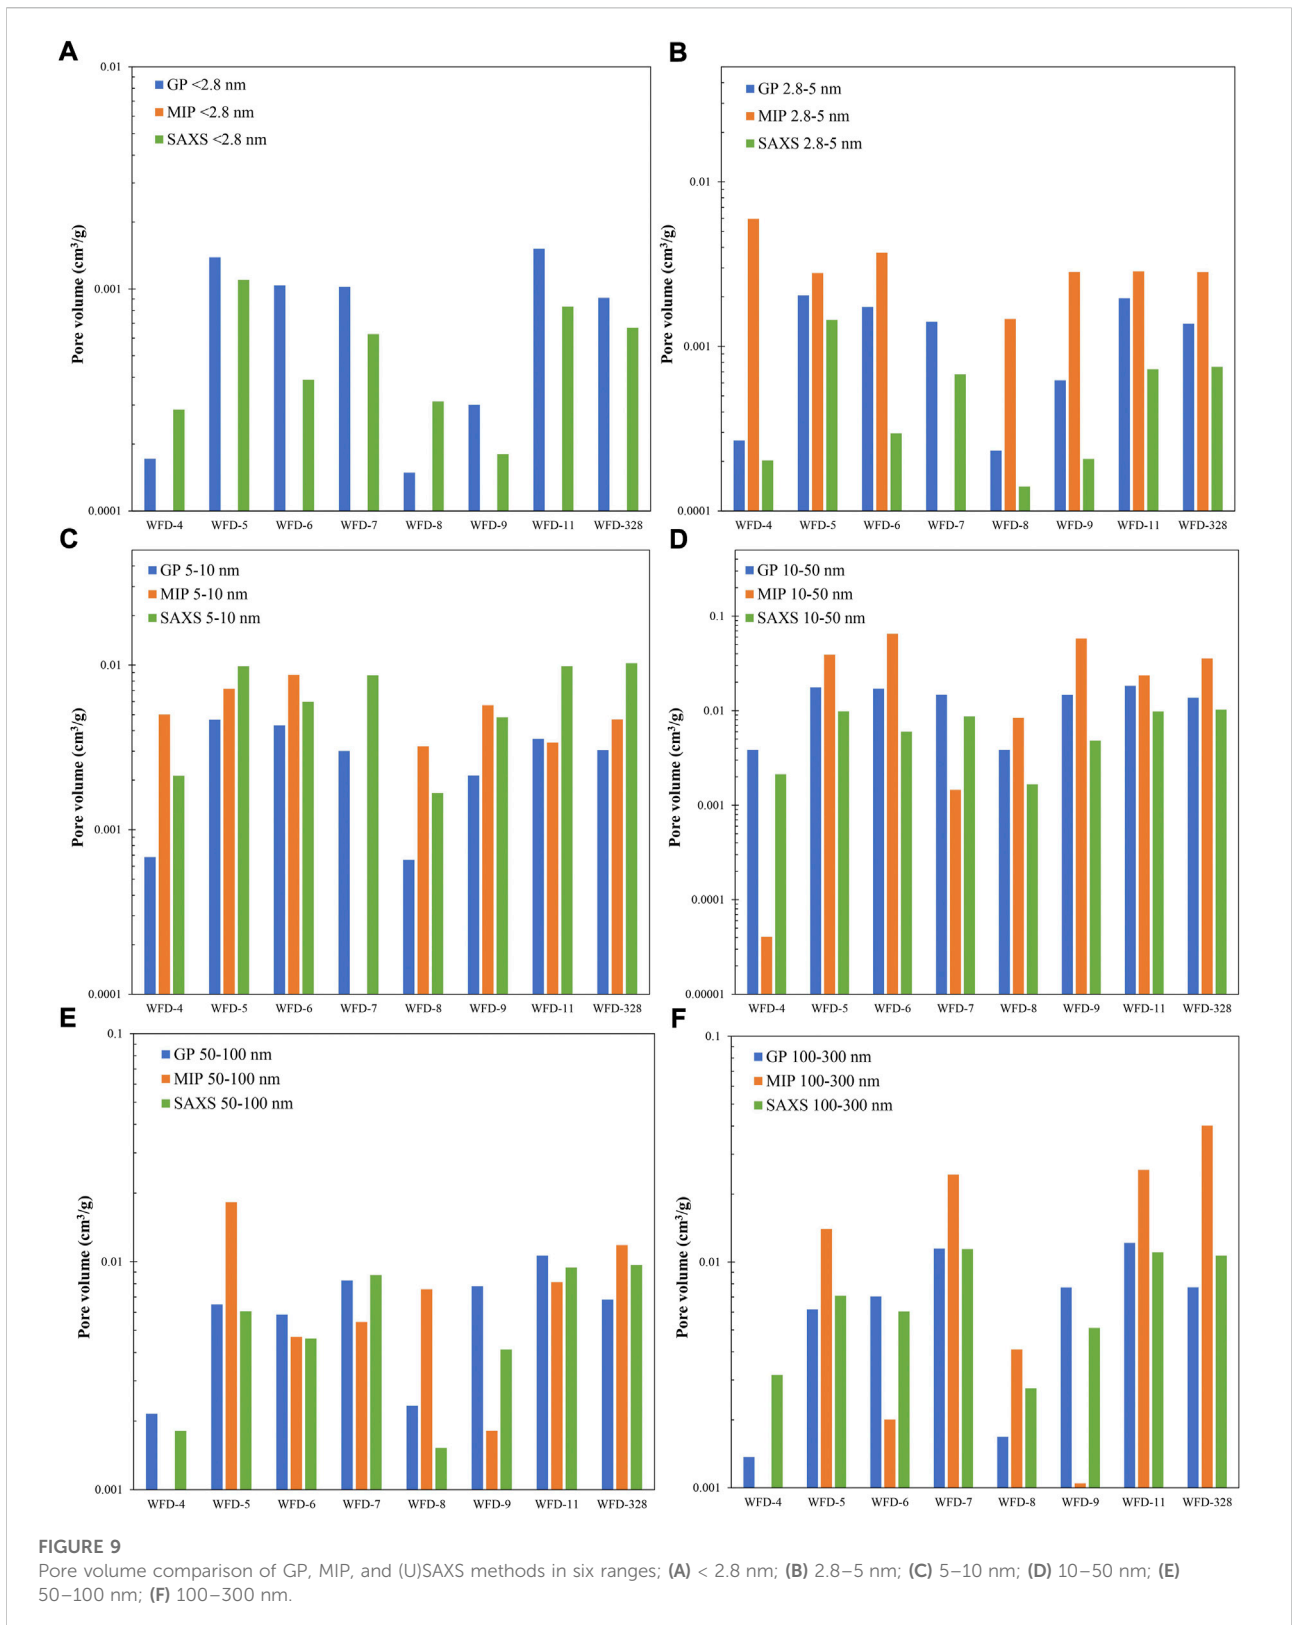 A
0.01
GP <2.8 nm
MIP <2.8 nm
SAXS <2.8 nm
0.001
0.0001
Pore volume (cm³/g)
WFD-4 WFD-5 WFD-6 WFD-7 WFD-8 WFD-9 WFD-11 WFD-328
B
GP 2.8-5 nm
MIP 2.8-5 nm
SAXS 2.8-5 nm
0.01
0.001
0.0001
Pore volume (cm³/g)
WFD-4 WFD-5 WFD-6 WFD-7 WFD-8 WFD-9 WFD-11 WFD-328
C
GP 5-10 nm
MIP 5-10 nm
SAXS 5-10 nm
0.01
0.001
0.0001
Pore volume (cm³/g)
WFD-4 WFD-5 WFD-6 WFD-7 WFD-8 WFD-9 WFD-11 WFD-328
D
GP 10-50 nm
MIP 10-50 nm
SAXS 10-50 nm
0.1
0.01
0.001
0.0001
0.00001
Pore volume (cm³/g)
WFD-4 WFD-5 WFD-6 WFD-7 WFD-8 WFD-9 WFD-11 WFD-328
E
0.1
GP 50-100 nm
MIP 50-100 nm
SAXS 50-100 nm
0.01
0.001
Pore volume (cm³/g)
WFD-4 WFD-5 WFD-6 WFD-7 WFD-8 WFD-9 WFD-11 WFD-328
F
0.1
GP 100-300 nm
MIP 100-300 nm
SAXS 100-300 nm
0.01
0.001
Pore volume (cm³/g)
WFD-4 WFD-5 WFD-6 WFD-7 WFD-8 WFD-9 WFD-11 WFD-328
FIGURE 9
Pore volume comparison of GP, MIP, and (U)SAXS methods in six ranges; (A) < 2.8 nm; (B) 2.8–5 nm; (C) 5–10 nm; (D) 10–50 nm; (E)
50–100 nm; (F) 100–300 nm.